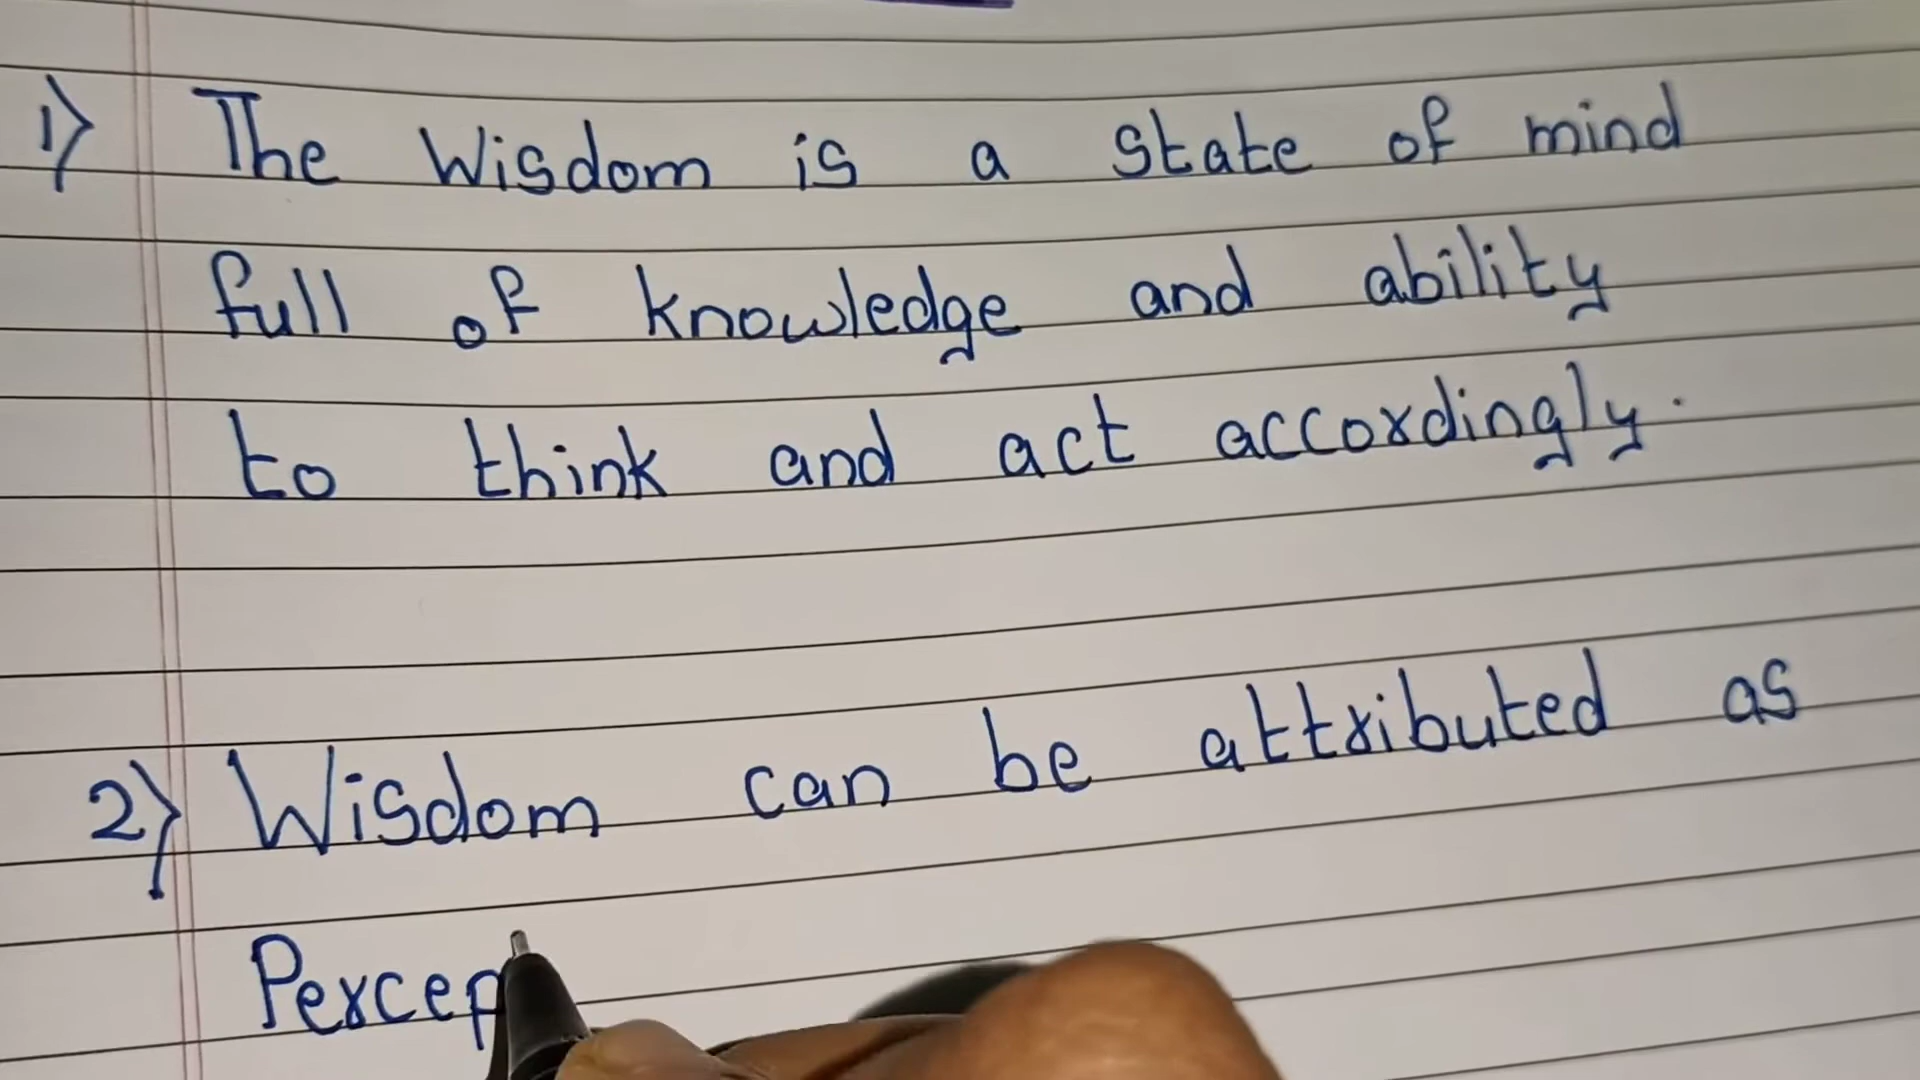 1) The Wisdom is a state of mind
full of knowledge and ability
to think and act accordingly.
2) Wisdom can be attributed as
Percep